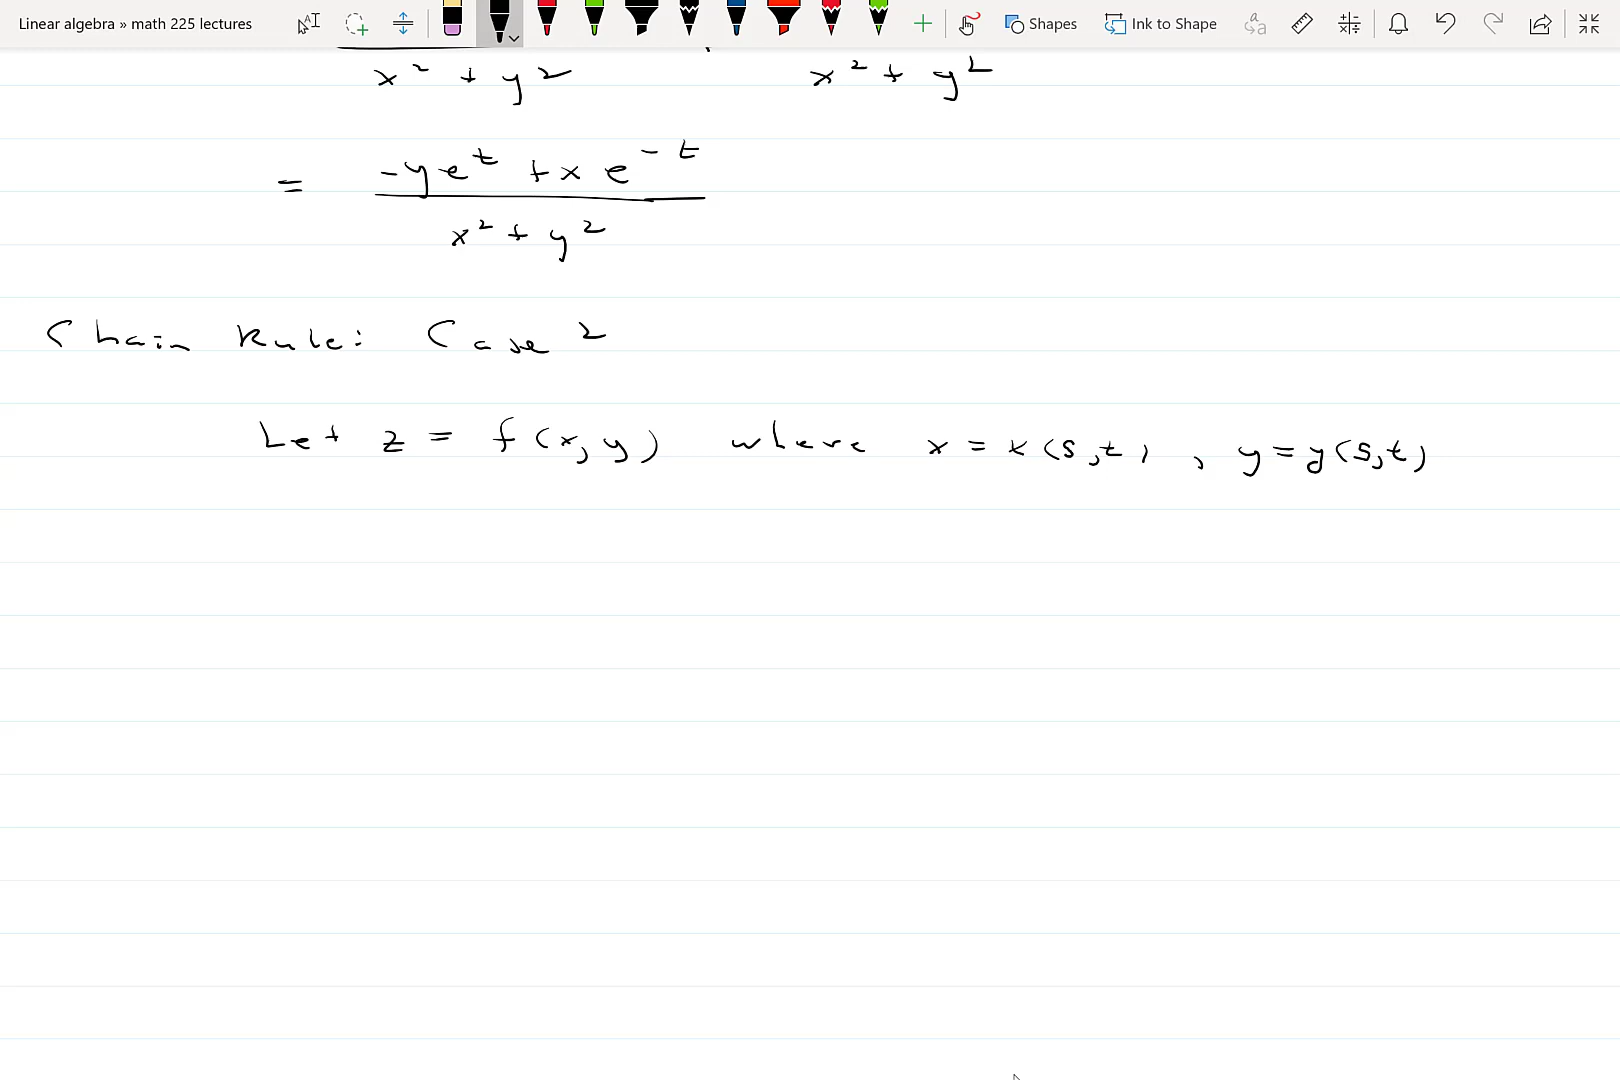 Linear algebra » math 225 lectures Shapes Ink to Shape
x² + y² x² + y²
= -ye^t + xe^-t
x² + y²
Chain Rule: Case 2
Let z = f(x,y) where x = x(s,t), y = y(s,t)